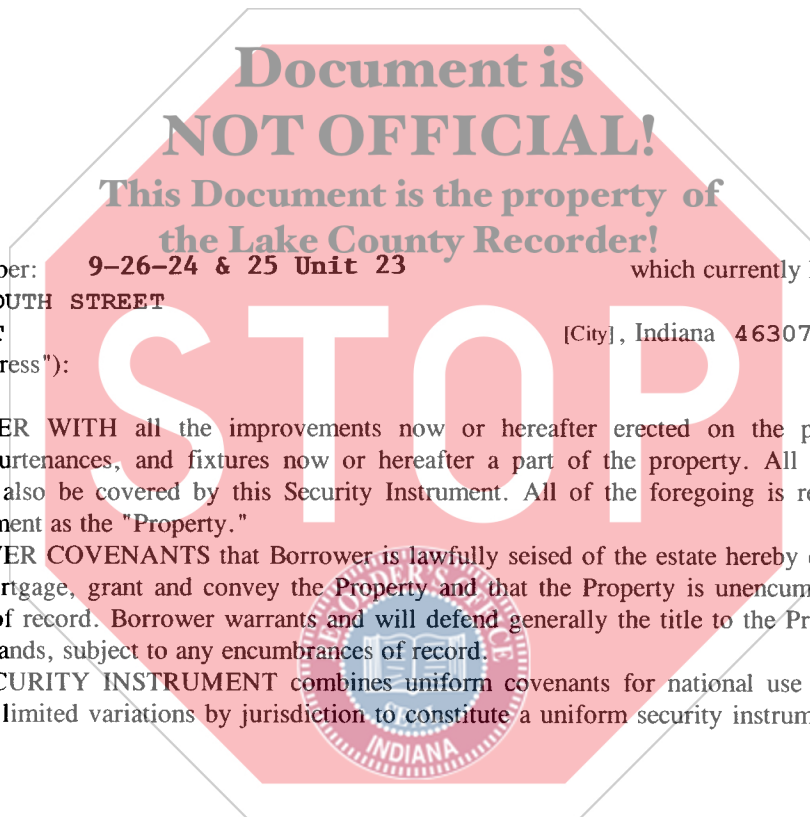 Document is
NOT OFFICIAL!
This Document is the property of
the Lake County Recorder!
ber: 9-26-24 & 25 Unit 23 which currently
OUTH STREET
[City], Indiana 46307
ress"):
STOP
ER WITH all the improvements now or hereafter erected on the p
urtenances, and fixtures now or hereafter a part of the property. All
also be covered by this Security Instrument. All of the foregoing is re
ment as the "Property."
VER COVENANTS that Borrower is lawfully seised of the estate hereby
rtgage, grant and convey the Property and that the Property is unencum
of record. Borrower warrants and will defend generally the title to the Pr
ands, subject to any encumbrances of record.
CURITY INSTRUMENT combines uniform covenants for national use
limited variations by jurisdiction to constitute a uniform security instrum
RECORDER'S OFFICE
SEAL
INDIANA